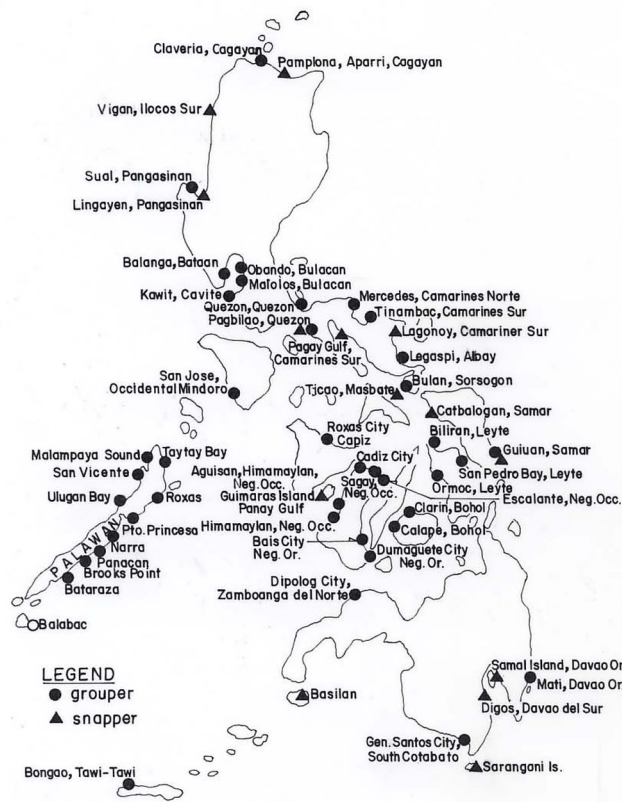 Claveria, Cagayan
Pamplona, Aparri, Cagayan
Vigan, Ilocos Sur
Sual, Pangasinan
Lingayen, Pangasinan
Balanga, Bataan
Obando, Bulacan
Malolos, Bulacan
Kawit, Cavite
Quezon, Quezon
Pagbilao, Quezon
Mercedes, Camarines Norte
Tinambac, Camarines Sur
Lagonoy, Camariner Sur
Pagay Gulf,
Camarines Sur
Legaspi, Albay
San Jose,
Occidental Mindoro
Bulan, Sorsogon
Ticao, Masbate
Catbalogan, Samar
Roxas City
Capiz
Biliran, Leyte
Malampaya Sound
Taytay Bay
Cadiz City
Guiuan, Samar
San Vicente
Aguisan, Himamaylan,
Neg. Occ.
Sagay,
Neg. Occ.
San Pedro Bay, Leyte
Ormoc, Leyte
Escalante, Neg. Occ.
Ulugan Bay
Roxas
Guimaras Island
Panay Gulf
Clarin, Bohol
Himamaylan, Neg. Occ.
Calape, Bohol
Pto. Princesa
Bais City
Neg. Or.
PALAWAN
Narra
Panacan
Dumaguete City
Neg. Or.
Brooks Point
Bataraza
Dipolog City,
Zamboanga del Norte
Balabac
LEGEND
grouper
snapper
Basilan
Samal Island, Davao Or.
Mati, Davao Or.
Digos, Davao del Sur
Gen. Santos City,
South Cotabato
Sarangani Is.
Bongao, Tawi-Tawi